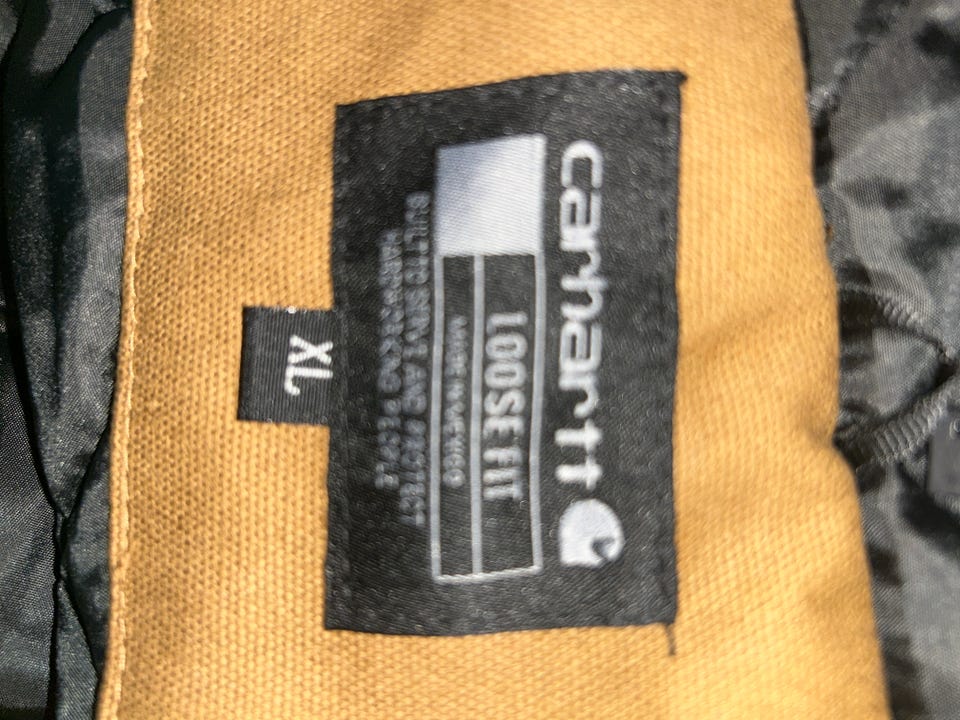 carhartt
LOOSE FIT
MADE IN MEXICO
BUILT TO SERVE AND PROTECT
HARDWORKING PEOPLE
XL